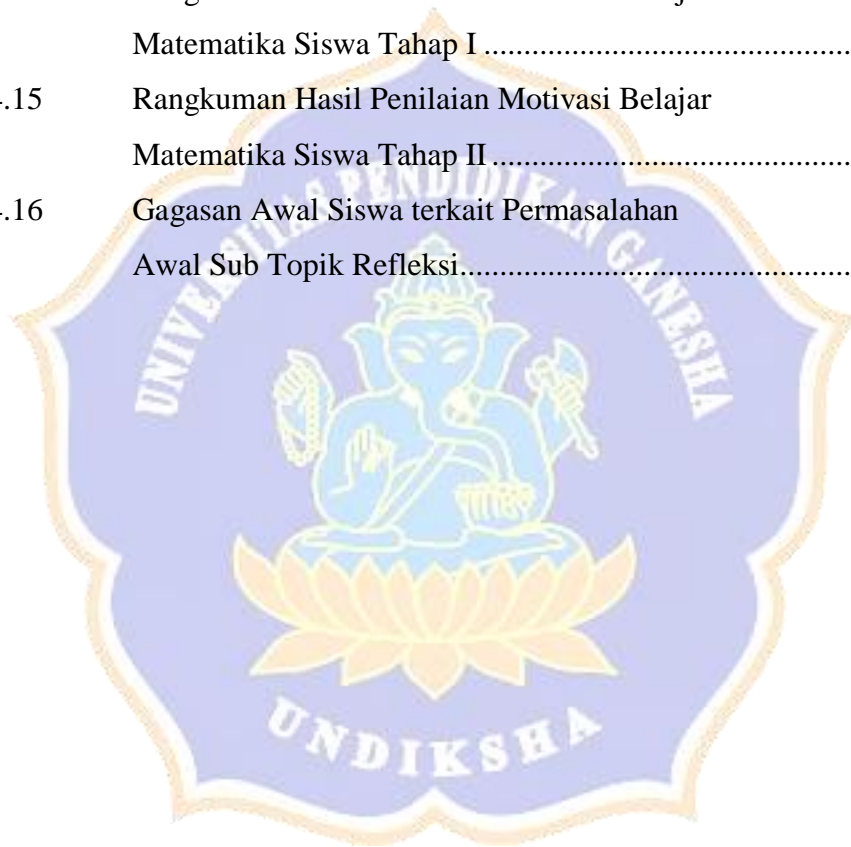 Matematika Siswa Tahap I ................................................
.15 Rangkuman Hasil Penilaian Motivasi Belajar
Matematika Siswa Tahap II ...............................................
.16 Gagasan Awal Siswa terkait Permasalahan
Awal Sub Topik Refleksi...................................................
UNIVERSITAS PENDIDIKAN GANESHA
UNDIKSHA